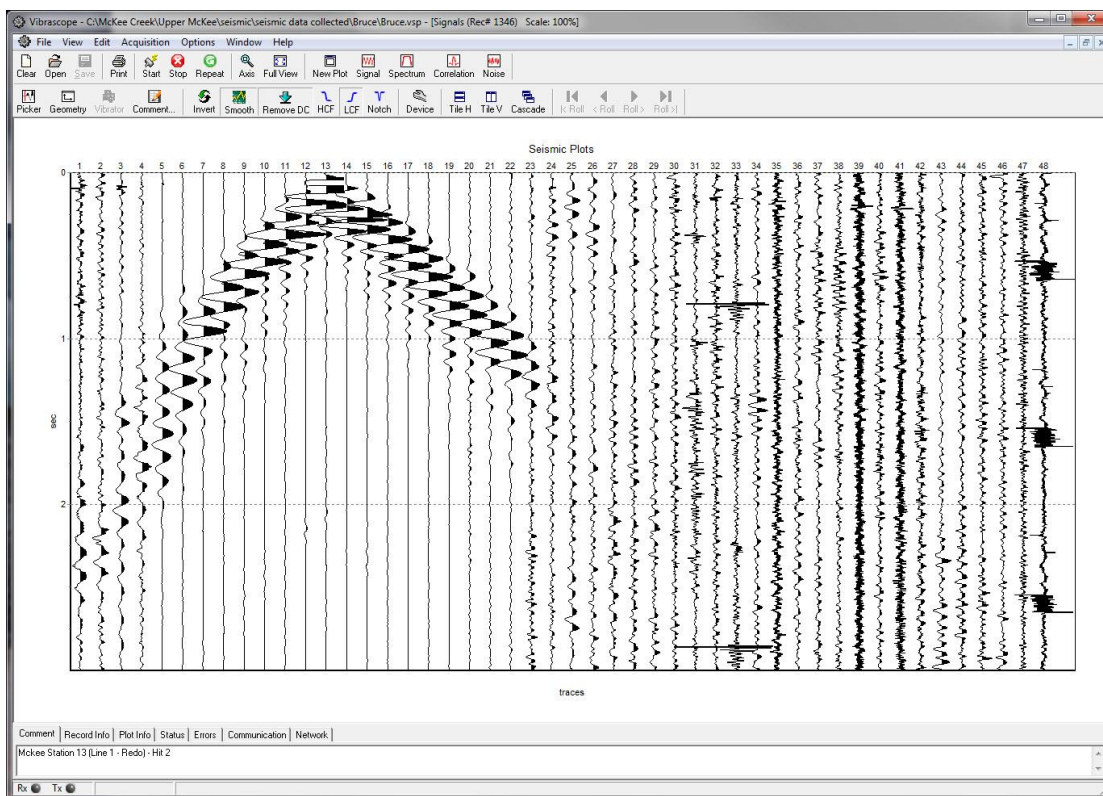 Vibrascope - C:\McKee Creek\Upper McKee\seismic\seismic data collected\Bruce\Bruce.vsp - [Signals (Rec# 1346)  Scale: 100%]
File View Edit Acquisition Options Window Help
Clear Open Save Print Start Stop Repeat Axis Full View New Plot Signal Spectrum Correlation Noise
Picker Geometry Vibrator Comment... Invert Smooth Remove DC HCF LCF Notch Device Tile H Tile V Cascade |< Roll < Roll Roll > Roll >|
Seismic Plots
1 2 3 4 5 6 7 8 9 10 11 12 13 14 15 16 17 18 19 20 21 22 23 24 25 26 27 28 29 30 31 32 33 34 35 36 37 38 39 40 41 42 43 44 45 46 47 48
0
1
sec
2
traces
Comment Record Info Plot Info Status Errors Communication Network
Mckee Station 13 (Line 1 - Redo) - Hit 2
Rx Tx